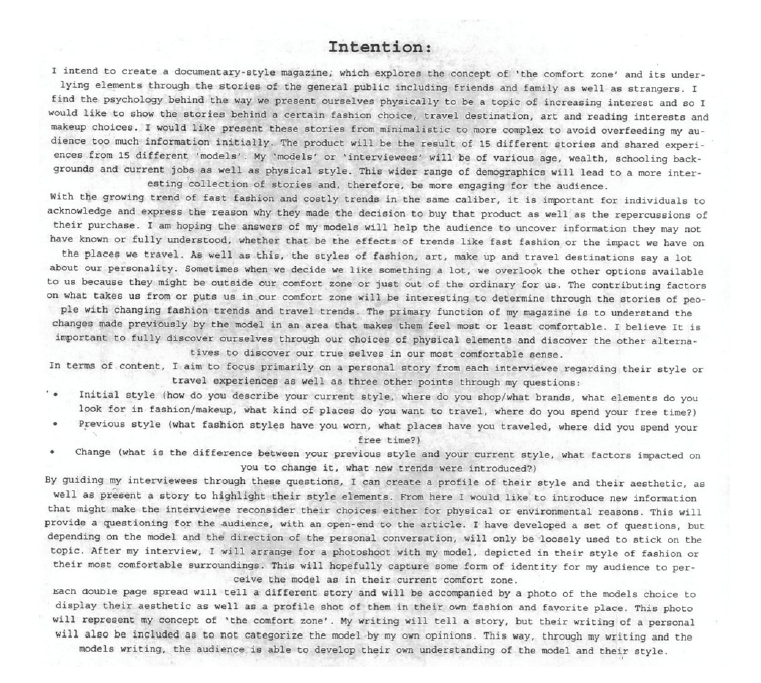 Intention:
I intend to create a documentary-style magazine, which explores the concept of 'the comfort zone' and its under-
lying elements through the stories of the general public including friends and family as well as strangers. I
find the psychology behind the way we present ourselves physically to be a topic of increasing interest and so I
would like to show the stories behind a certain fashion choice, travel destination, art and reading interests and
makeup choices. I would like present these stories from minimalistic to more complex to avoid overfeeding my au-
dience too much information initially. The product will be the result of 15 different stories and shared experi-
ences from 15 different 'models'. My 'models' or 'interviewees' will be of various age, wealth, schooling back-
grounds and current jobs as well as physical style. This wider range of demographics will lead to a more inter-
esting collection of stories and, therefore, be more engaging for the audience.
With the growing trend of fast fashion and costly trends in the same caliber, it is important for individuals to
acknowledge and express the reason why they made the decision to buy that product as well as the repercussions of
their purchase. I am hoping the answers of my models will help the audience to uncover information they may not
have known or fully understood, whether that be the effects of trends like fast fashion or the impact we have on
the places we travel. As well as this, the styles of fashion, art, make up and travel destinations say a lot
about our personality. Sometimes when we decide we like something a lot, we overlook the other options available
to us because they might be outside our comfort zone or just out of the ordinary for us. The contributing factors
on what takes us from or puts us in our comfort zone will be interesting to determine through the stories of peo-
ple with changing fashion trends and travel trends. The primary function of my magazine is to understand the
changes made previously by the model in an area that makes them feel most or least comfortable. I believe It is
important to fully discover ourselves through our choices of physical elements and discover the other alterna-
tives to discover our true selves in our most comfortable sense.
In terms of content, I aim to focus primarily on a personal story from each interviewee regarding their style or
travel experiences as well as three other points through my questions:
• Initial style (how do you describe your current style, where do you shop/what brands, what elements do you
look for in fashion/makeup, what kind of places do you want to travel, where do you spend your free time?)
• Previous style (what fashion styles have you worn, what places have you traveled, where did you spend your
free time?)
• Change (what is the difference between your previous style and your current style, what factors impacted on
you to change it, what new trends were introduced?)
By guiding my interviewees through these questions, I can create a profile of their style and their aesthetic, as
well as present a story to highlight their style elements. From here I would like to introduce new information
that might make the interviewee reconsider their choices either for physical or environmental reasons. This will
provide a questioning for the audience, with an open-end to the article. I have developed a set of questions, but
depending on the model and the direction of the personal conversation, will only be loosely used to stick on the
topic. After my interview, I will arrange for a photoshoot with my model, depicted in their style of fashion or
their most comfortable surroundings. This will hopefully capture some form of identity for my audience to per-
ceive the model as in their current comfort zone.
Each double page spread will tell a different story and will be accompanied by a photo of the models choice to
display their aesthetic as well as a profile shot of them in their own fashion and favorite place. This photo
will represent my concept of 'the comfort zone'. My writing will tell a story, but their writing of a personal
will also be included as to not categorize the model by my own opinions. This way, through my writing and the
models writing, the audience is able to develop their own understanding of the model and their style.